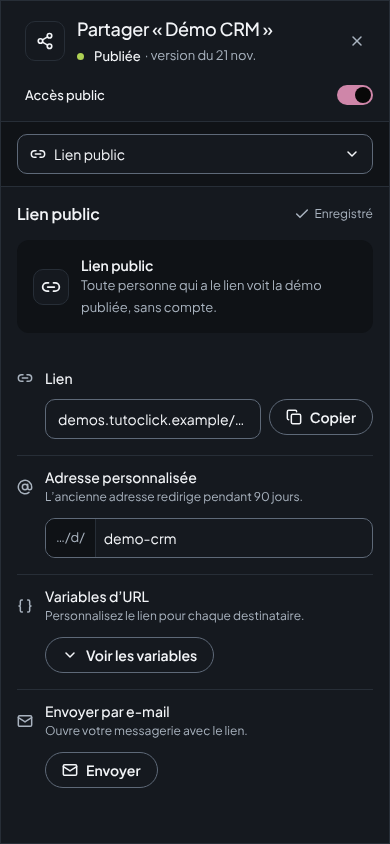 Partager « Démo CRM »
Publiée · version du 21 nov.
Accès public
Lien public
Lien public
Enregistré
Lien public
Toute personne qui a le lien voit la démo
publiée, sans compte.
Lien
demos.tutoclick.example/...
Copier
Adresse personnalisée
L’ancienne adresse redirige pendant 90 jours.
.../d/ demo-crm
Variables d’URL
Personnalisez le lien pour chaque destinataire.
Voir les variables
Envoyer par e-mail
Ouvre votre messagerie avec le lien.
Envoyer